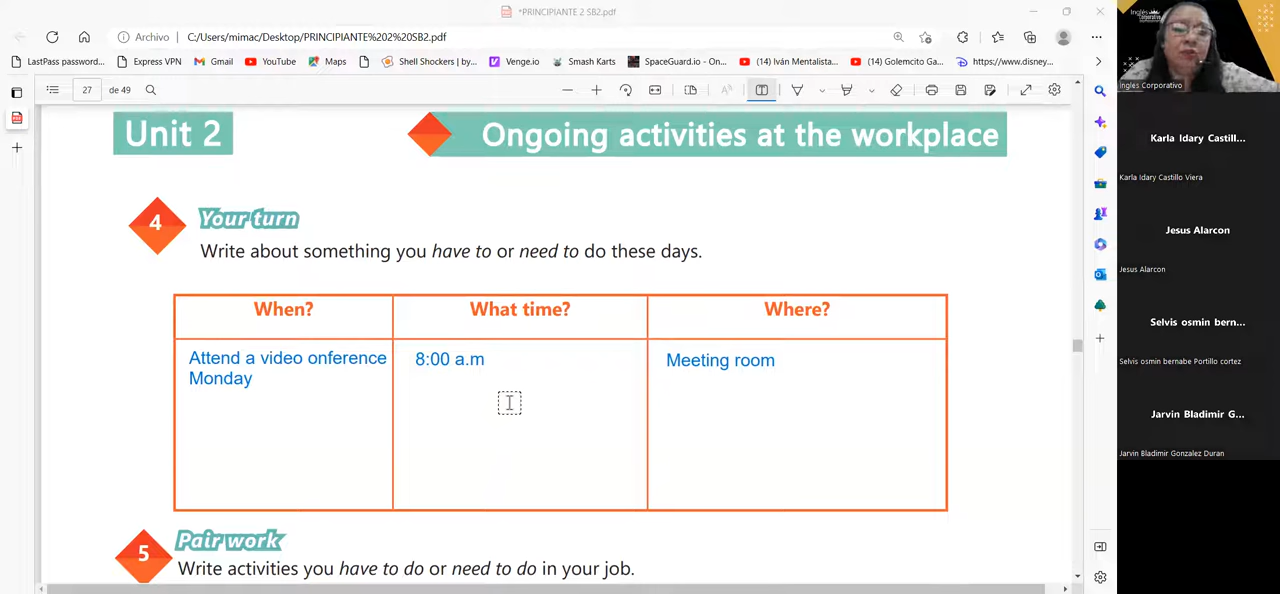 *PRINCIPIANTE 2 SB2.pdf
Archivo | C:/Users/mimac/Desktop/PRINCIPIANTE%202%20SB2.pdf
LastPass password... Express VPN Gmail YouTube Maps Shell Shockers | by... Venge.io Smash Karts SpaceGuard.io - On... (14) Iván Mentalista... (14) Golemcito Ga... https://www.disney...
27 de 49
Unit 2 Ongoing activities at the workplace
4 Your turn
Write about something you have to or need to do these days.
When? What time? Where?
Attend a video onference 8:00 a.m Meeting room
Monday
5 Pair work
Write activities you have to do or need to do in your job.
Inglés
Corporativo
Ingles Corporativo
Karla Idary Castill...
Karla Idary Castillo Viera
Jesus Alarcon
Jesus Alarcon
Selvis osmin bern...
Selvis osmin bernabe Portillo cortez
Jarvin Bladimir G...
Jarvin Bladimir Gonzalez Duran